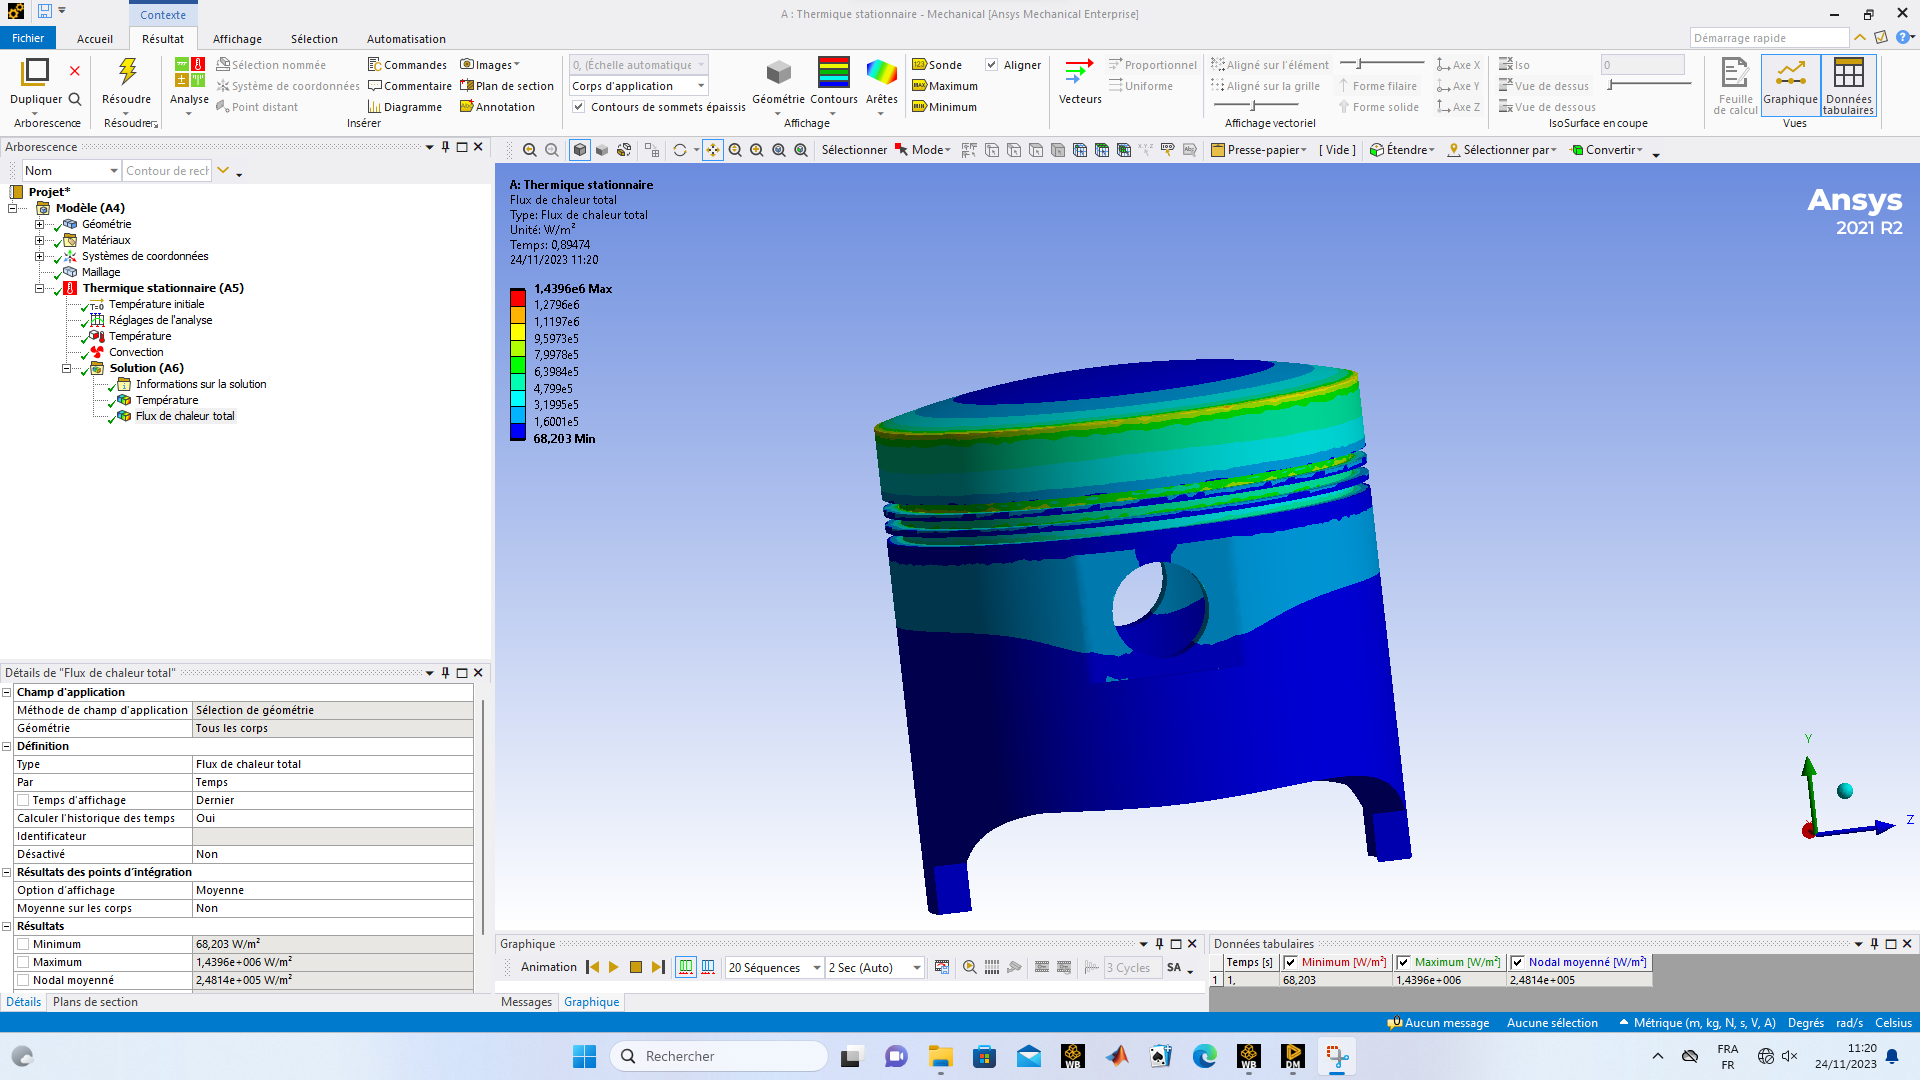 Contexte
A : Thermique stationnaire - Mechanical [Ansys Mechanical Enterprise]
Fichier
Accueil
Résultat
Affichage
Sélection
Automatisation
Démarrage rapide
Dupliquer
Arborescence
Résoudre
Résoudre
Analyse
Sélection nommée
Système de coordonnées
Point distant
Commandes
Commentaire
Diagramme
Images
Plan de section
Annotation
Insérer
0, (Échelle automatique
Corps d'application
Contours de sommets épaissis
Géométrie
Contours
Arêtes
Affichage
Sonde
Maximum
Minimum
Aligner
Vecteurs
Proportionnel
Uniforme
Aligné sur l'élément
Aligné sur la grille
Forme filaire
Forme solide
Axe X
Axe Y
Axe Z
Affichage vectoriel
Iso
Vue de dessus
Vue de dessous
0
IsoSurface en coupe
Feuille de calcul
Graphique
Données tabulaires
Vues
Arborescence
Nom
Contour de rech
Sélectionner
Mode
Presse-papier
[ Vide ]
Étendre
Sélectionner par
Convertir
Projet*
Modèle (A4)
Géométrie
Matériaux
Systèmes de coordonnées
Maillage
Thermique stationnaire (A5)
Température initiale
Réglages de l'analyse
Température
Convection
Solution (A6)
Informations sur la solution
Température
Flux de chaleur total
A: Thermique stationnaire
Flux de chaleur total
Type: Flux de chaleur total
Unité: W/m²
Temps: 0,89474
24/11/2023 11:20
1,4396e6 Max
1,2796e6
1,1197e6
9,5973e5
7,9978e5
6,3984e5
4,799e5
3,1995e5
1,6001e5
68,203 Min
Ansys
2021 R2
Y
Z
Détails de "Flux de chaleur total"
Champ d'application
Méthode de champ d'application Sélection de géométrie
Géométrie Tous les corps
Définition
Type Flux de chaleur total
Par Temps
Temps d'affichage Dernier
Calculer l'historique des temps Oui
Identificateur
Désactivé Non
Résultats des points d'intégration
Option d'affichage Moyenne
Moyenne sur les corps Non
Résultats
Minimum 68,203 W/m²
Maximum 1,4396e+006 W/m²
Nodal moyenné 2,4814e+005 W/m²
Détails
Plans de section
Graphique
Animation
20 Séquences
2 Sec (Auto)
3 Cycles
SA
Messages
Graphique
Données tabulaires
Temps [s] Minimum [W/m²] Maximum [W/m²] Nodal moyenné [W/m²]
1 1, 68,203 1,4396e+006 2,4814e+005
Aucun message
Aucune sélection
Métrique (m, kg, N, s, V, A)
Degrés
rad/s
Celsius
Rechercher
WB
WB
DM
FRA
FR
11:20
24/11/2023